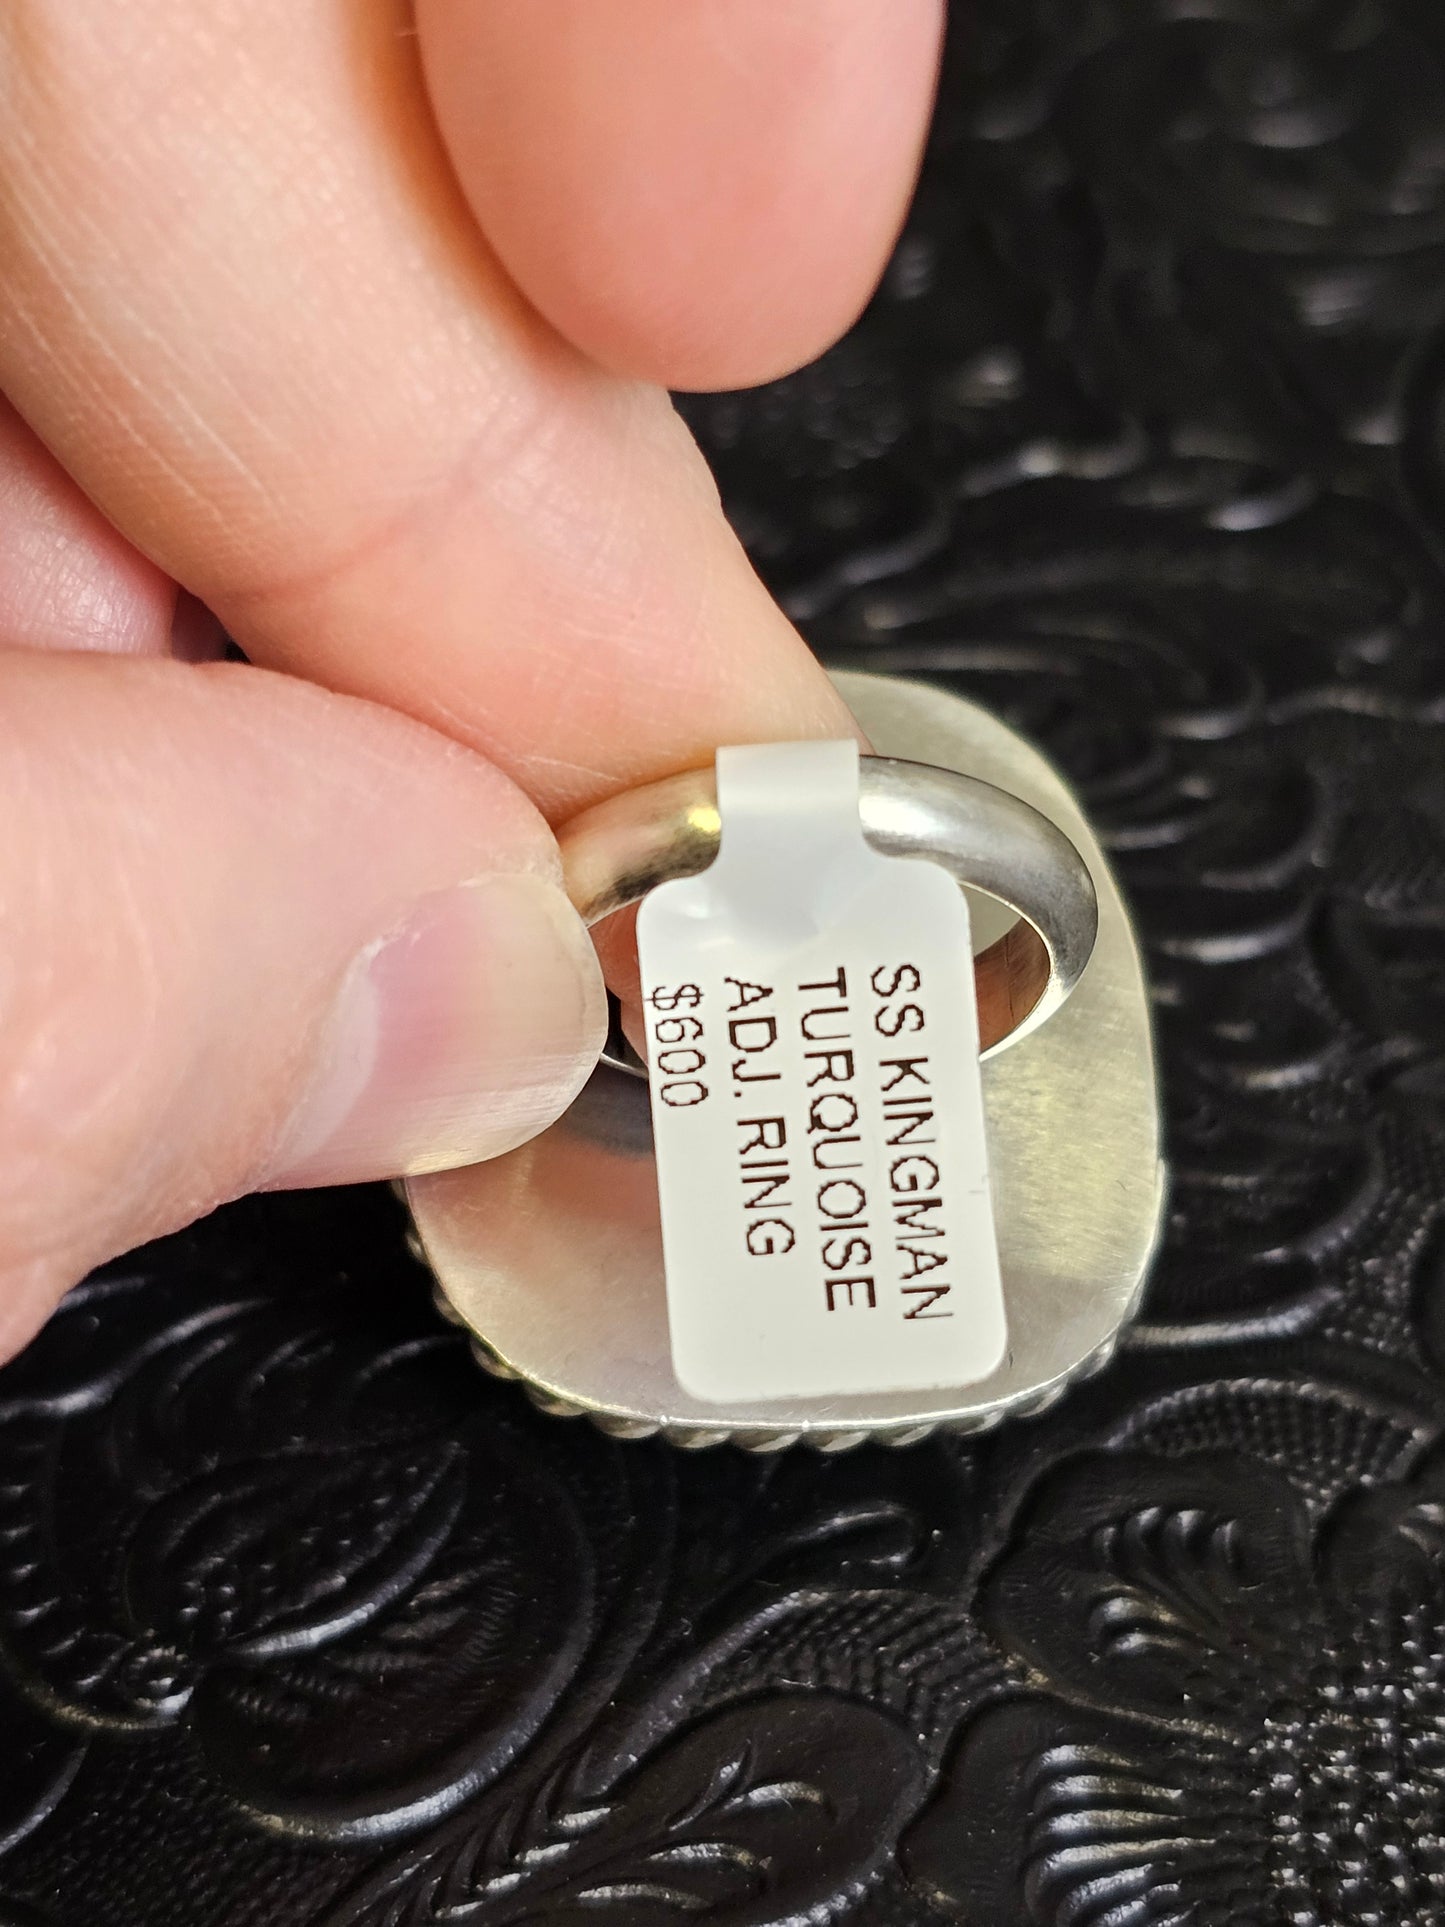 SS KINGMAN
TURQUOISE
ADJ. RING
$600